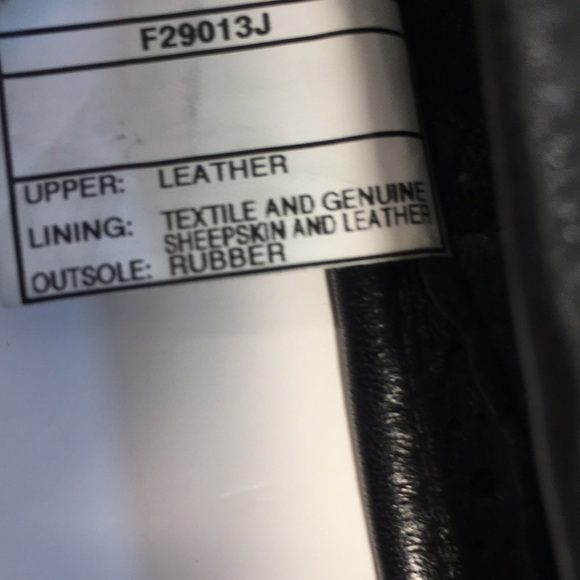 F29013J
UPPER: LEATHER
LINING: TEXTILE AND GENUINE
SHEEPSKIN AND LEATHER
OUTSOLE: RUBBER